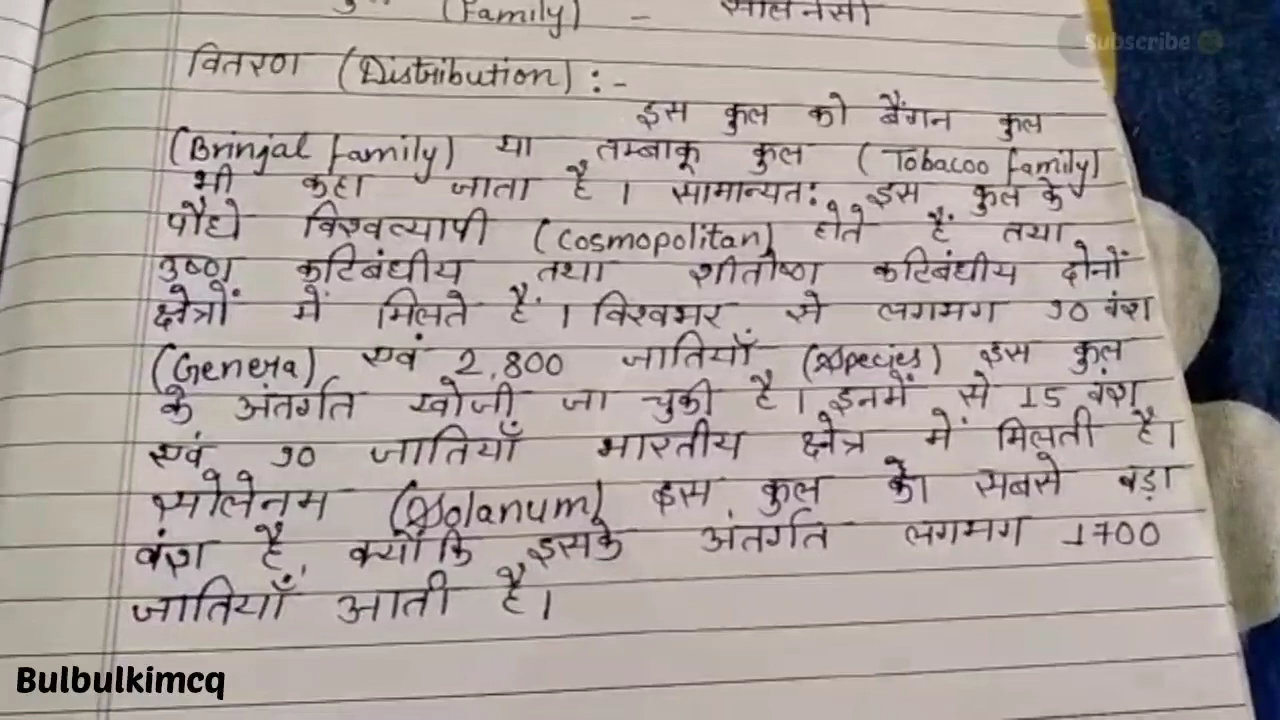 (Family) - सोलेनेसी
Subscribe
वितरण (Distribution) :-
इस कुल को बैंगन कुल
(Brinjal family) या तम्बाकू कुल (Tobacoo family)
भी कहा जाता है । सामान्यतः इस कुल के
पौधे विश्वव्यापी (Cosmopolitan) होते हैं तथा
उष्ण कटिबंधीय तथा शीतोष्ण कटिबंधीय दोनों
क्षेत्रों में मिलते हैं । विश्वभर से लगभग 90 वंश
(Genera) एवं 2,800 जातियाँ (Species) इस कुल
के अंतर्गत खोजी जा चुकी है । इनमें से 15 वंश
एवं 90 जातियाँ भारतीय क्षेत्र में मिलती है।
सोलेनम (Solanum) इस कुल का सबसे बड़ा
वंश है, क्योंकि इसके अंतर्गत लगभग 1700
जातियाँ आती है।
Bulbulkimcq